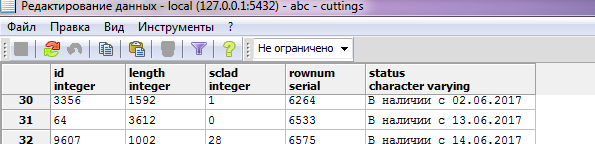 Редактирование данных - local (127.0.0.1:5432) - abc - cuttings
Файл Правка Вид Инструменты ?
Не ограничено
id length sclad rownum status
integer integer integer serial character varying
30 3356 1592 1 6264 В наличии с 02.06.2017
31 64 3612 0 6533 В наличии с 13.06.2017
32 9607 1002 28 6575 В наличии с 14.06.2017